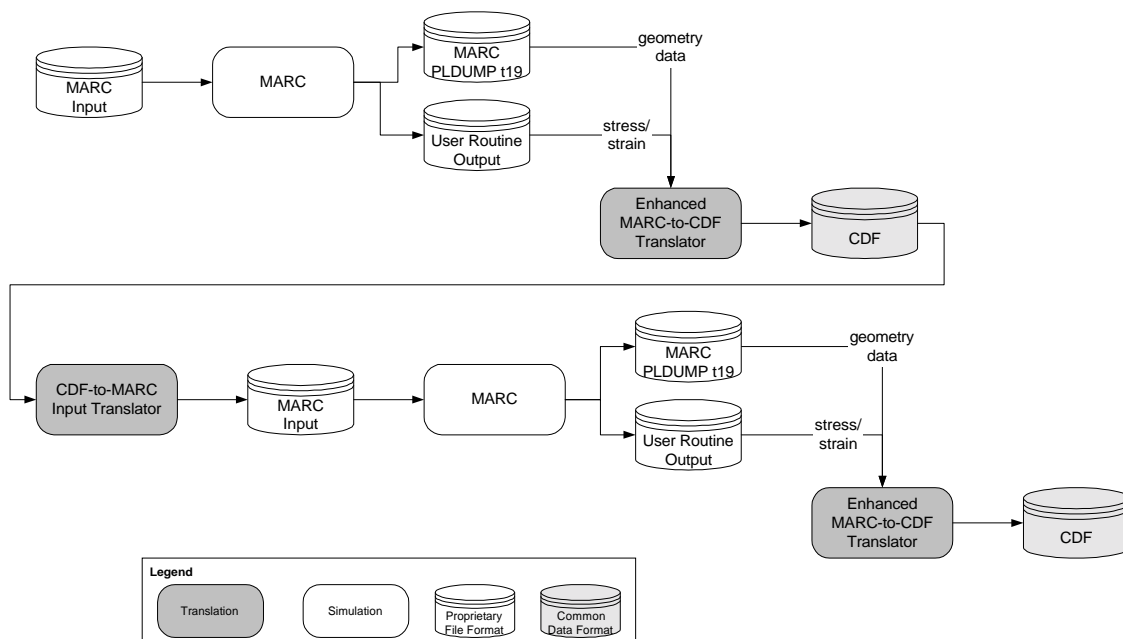 MARC
Input
MARC
MARC
PLDUMP t19
geometry
data
User Routine
Output
stress/
strain
Enhanced
MARC-to-CDF
Translator
CDF
CDF-to-MARC
Input Translator
MARC
Input
MARC
MARC
PLDUMP t19
geometry
data
User Routine
Output
stress/
strain
Enhanced
MARC-to-CDF
Translator
CDF
Legend
Translation
Simulation
Proprietary
File Format
Common
Data Format